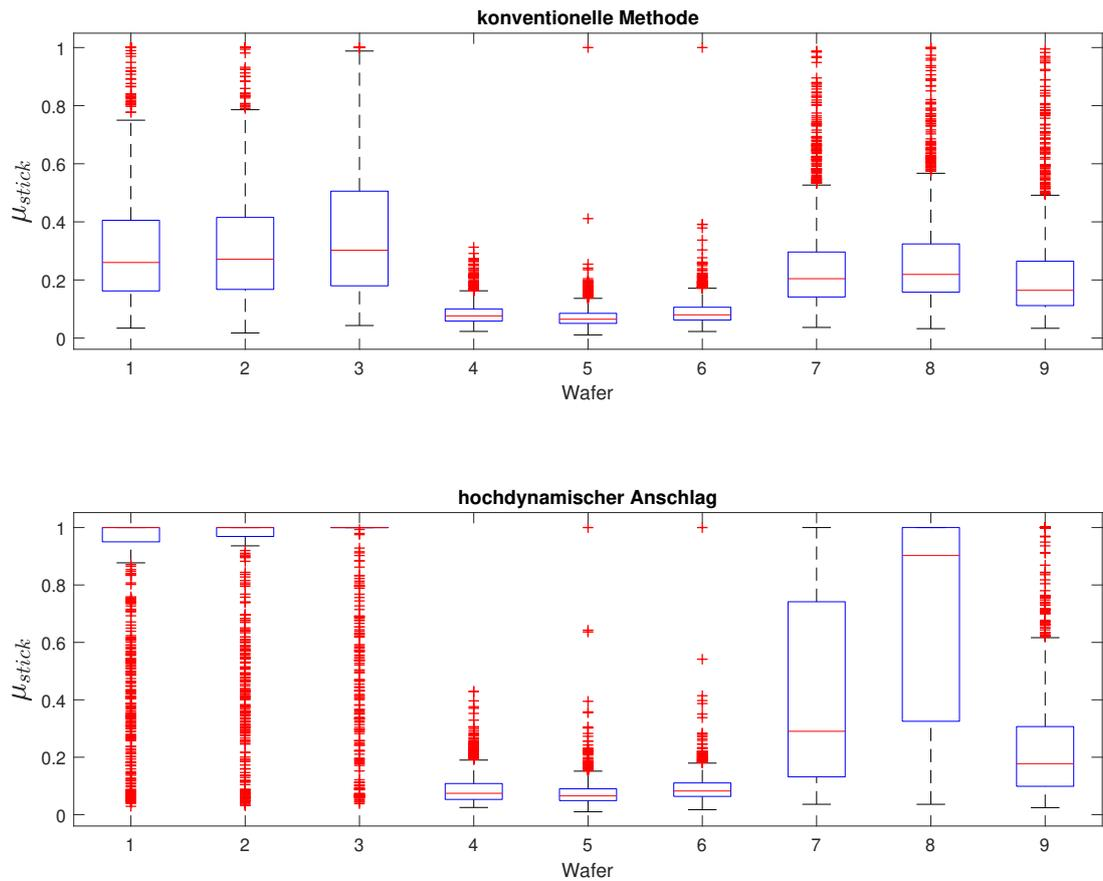 konventionelle Methode
1
0.8
0.6
0.4
0.2
0
μstick
1 2 3 4 5 6 7 8 9
Wafer
hochdynamischer Anschlag
1
0.8
0.6
0.4
0.2
0
μstick
1 2 3 4 5 6 7 8 9
Wafer